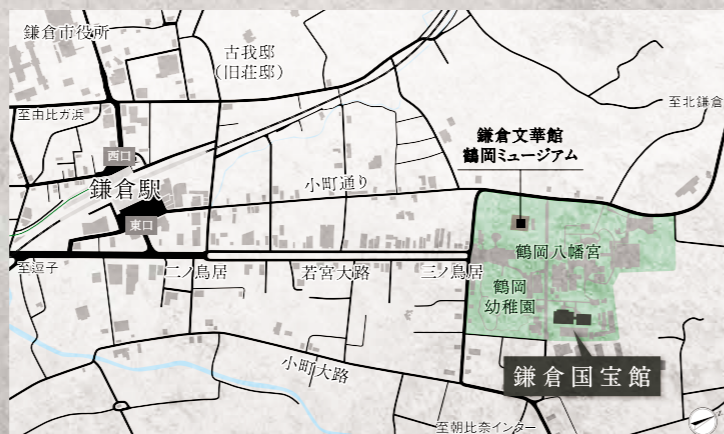 鎌倉市役所
古我邸
（旧荘邸）
至由比ガ浜
至北鎌倉
西口
鎌倉文華館
鶴岡ミュージアム
鎌倉駅
小町通り
東口
鶴岡八幡宮
至逗子
二ノ鳥居
若宮大路
三ノ鳥居
鶴岡
幼稚園
小町大路
鎌倉国宝館
至朝比奈インター